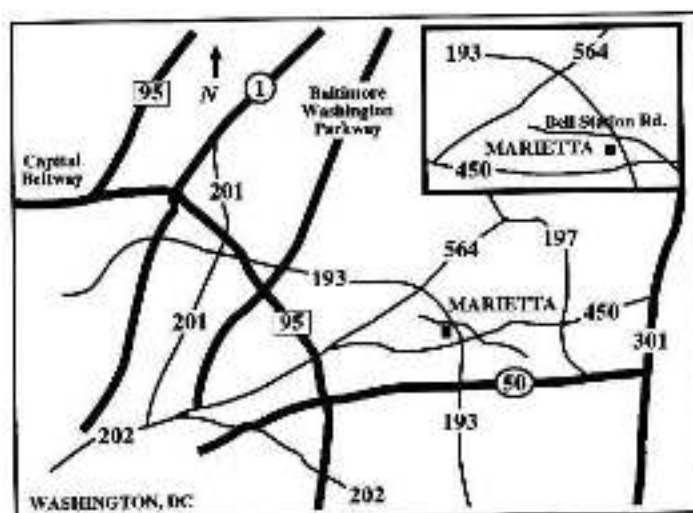 564
193
95
1
N
Baltimore
Washington
Parkway
Bell Station Rd.
MARIETTA
450
Capital
Beltway
201
197
564
193
MARIETTA
450
201
95
301
50
193
202
202
WASHINGTON, DC